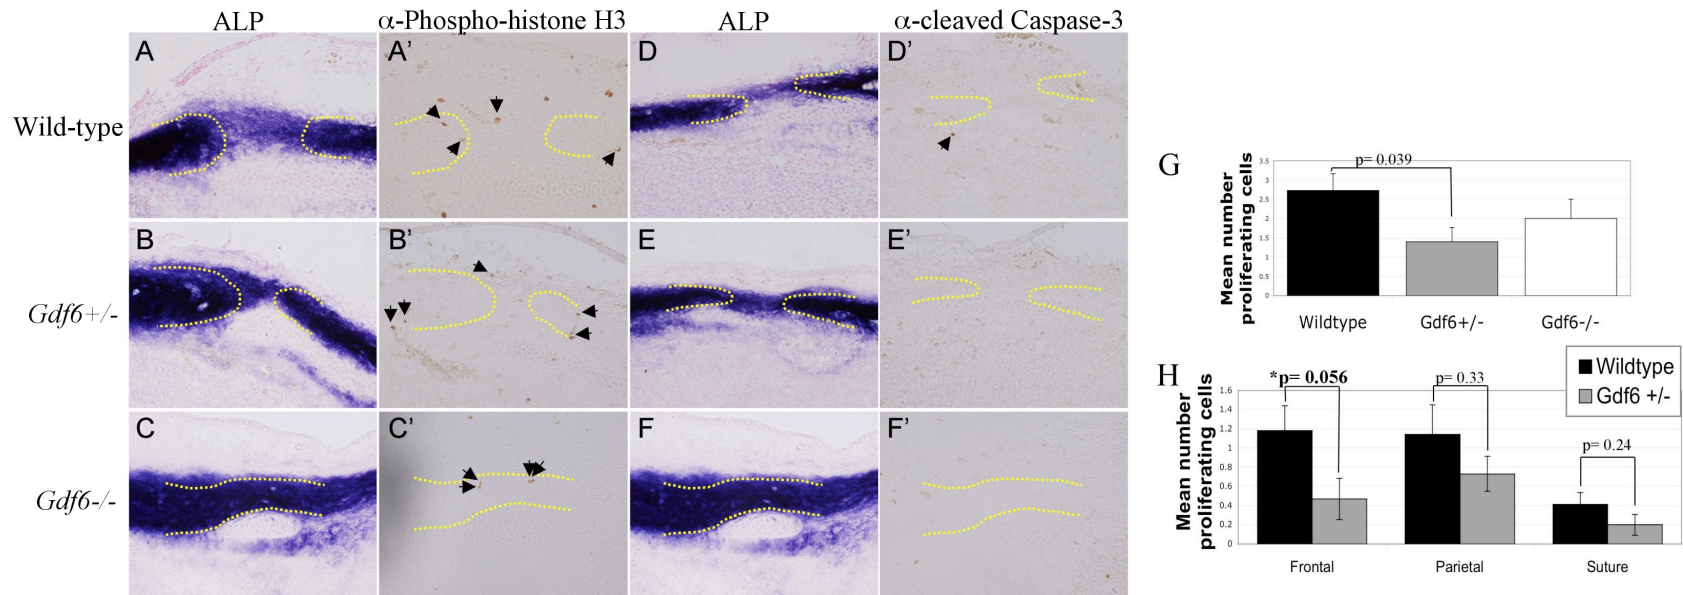 ALP α-Phospho-histone H3 ALP α-cleaved Caspase-3
Wild-type
A A' D D'
Gdf6+/-
B B' E E'
Gdf6-/-
C C' F F'
G
Mean number
proliferating cells
3.5
3
2.5
2
1.5
1
0.5
0
p= 0.039
Wildtype Gdf6+/- Gdf6-/-
H
Wildtype
Gdf6 +/-
Mean number
proliferating cells
1.6
1.4
1.2
1
0.8
0.6
0.4
0.2
0
*p= 0.056
p= 0.33
p= 0.24
Frontal Parietal Suture